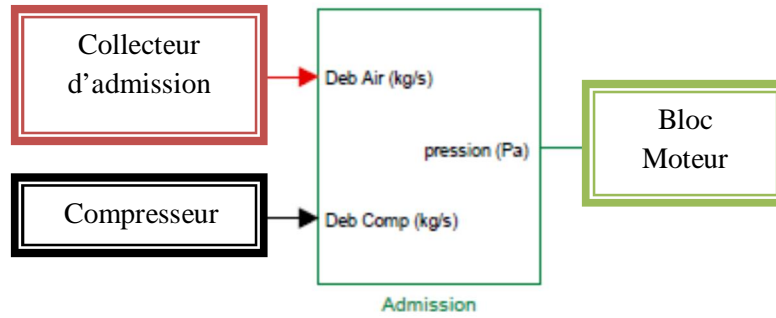 Collecteur
d'admission
Deb Air (kg/s)
pression (Pa)
Bloc
Moteur
Compresseur
Deb Comp (kg/s)
Admission